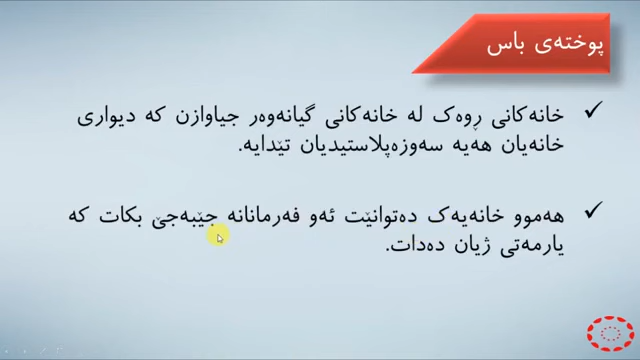 پوختەی باس
خانەکانی ڕوەک لە خانەکانی گیانەوەر جیاوازن کە دیواری
خانەیان هەیە سەوزەپلاستیدیان تێدایە.
هەموو خانەیەک دەتوانێت ئەو فەرمانانە جێبەجێ بکات کە
یارمەتی ژیان دەدات.